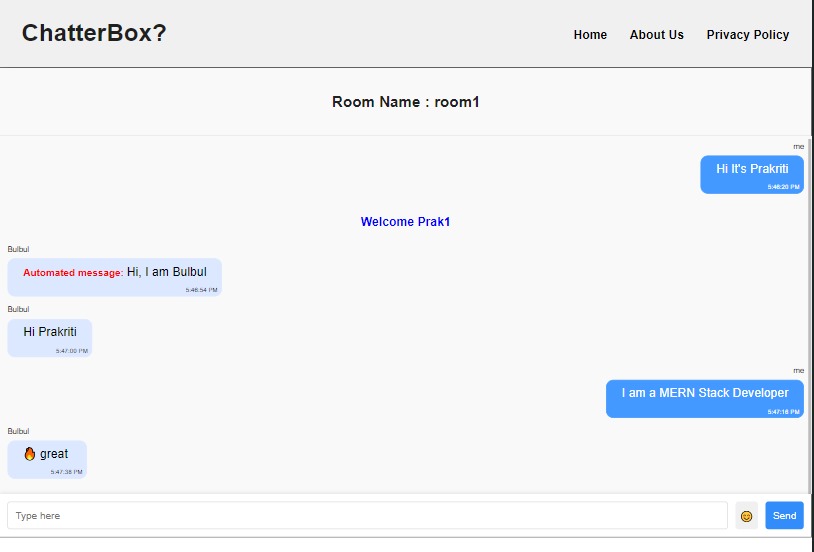 ChatterBox?
Home About Us Privacy Policy
Room Name : room1
me
Hi It's Prakriti
5:46:20 PM
Welcome Prak1
Bulbul
Automated message: Hi, I am Bulbul
5:46:54 PM
Bulbul
Hi Prakriti
5:47:00 PM
me
I am a MERN Stack Developer
5:47:16 PM
Bulbul
🔥 great
5:47:38 PM
Type here 😊 Send